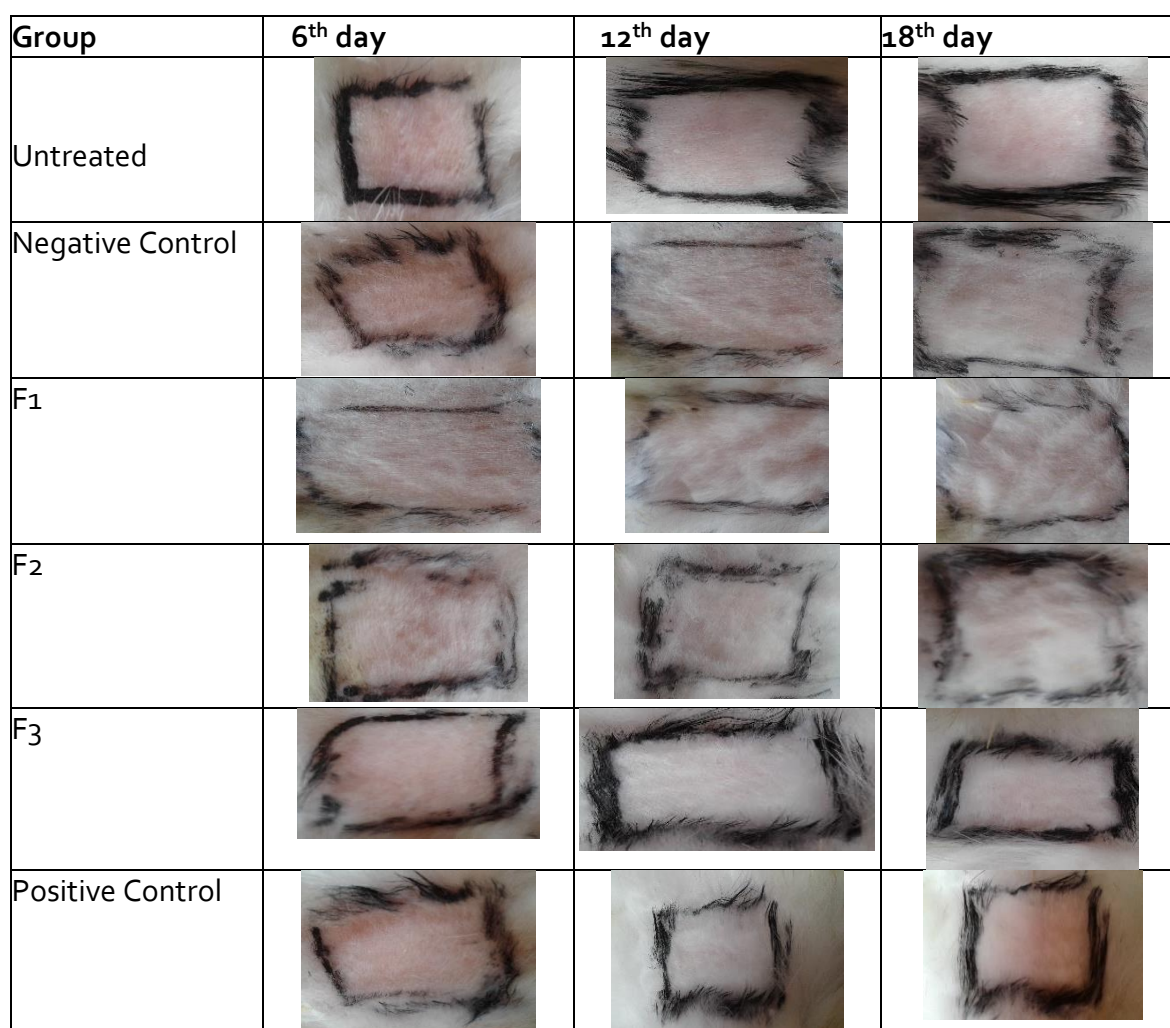 Group 6th day 12th day 18th day
Untreated
Negative Control
F1
F2
F3
Positive Control